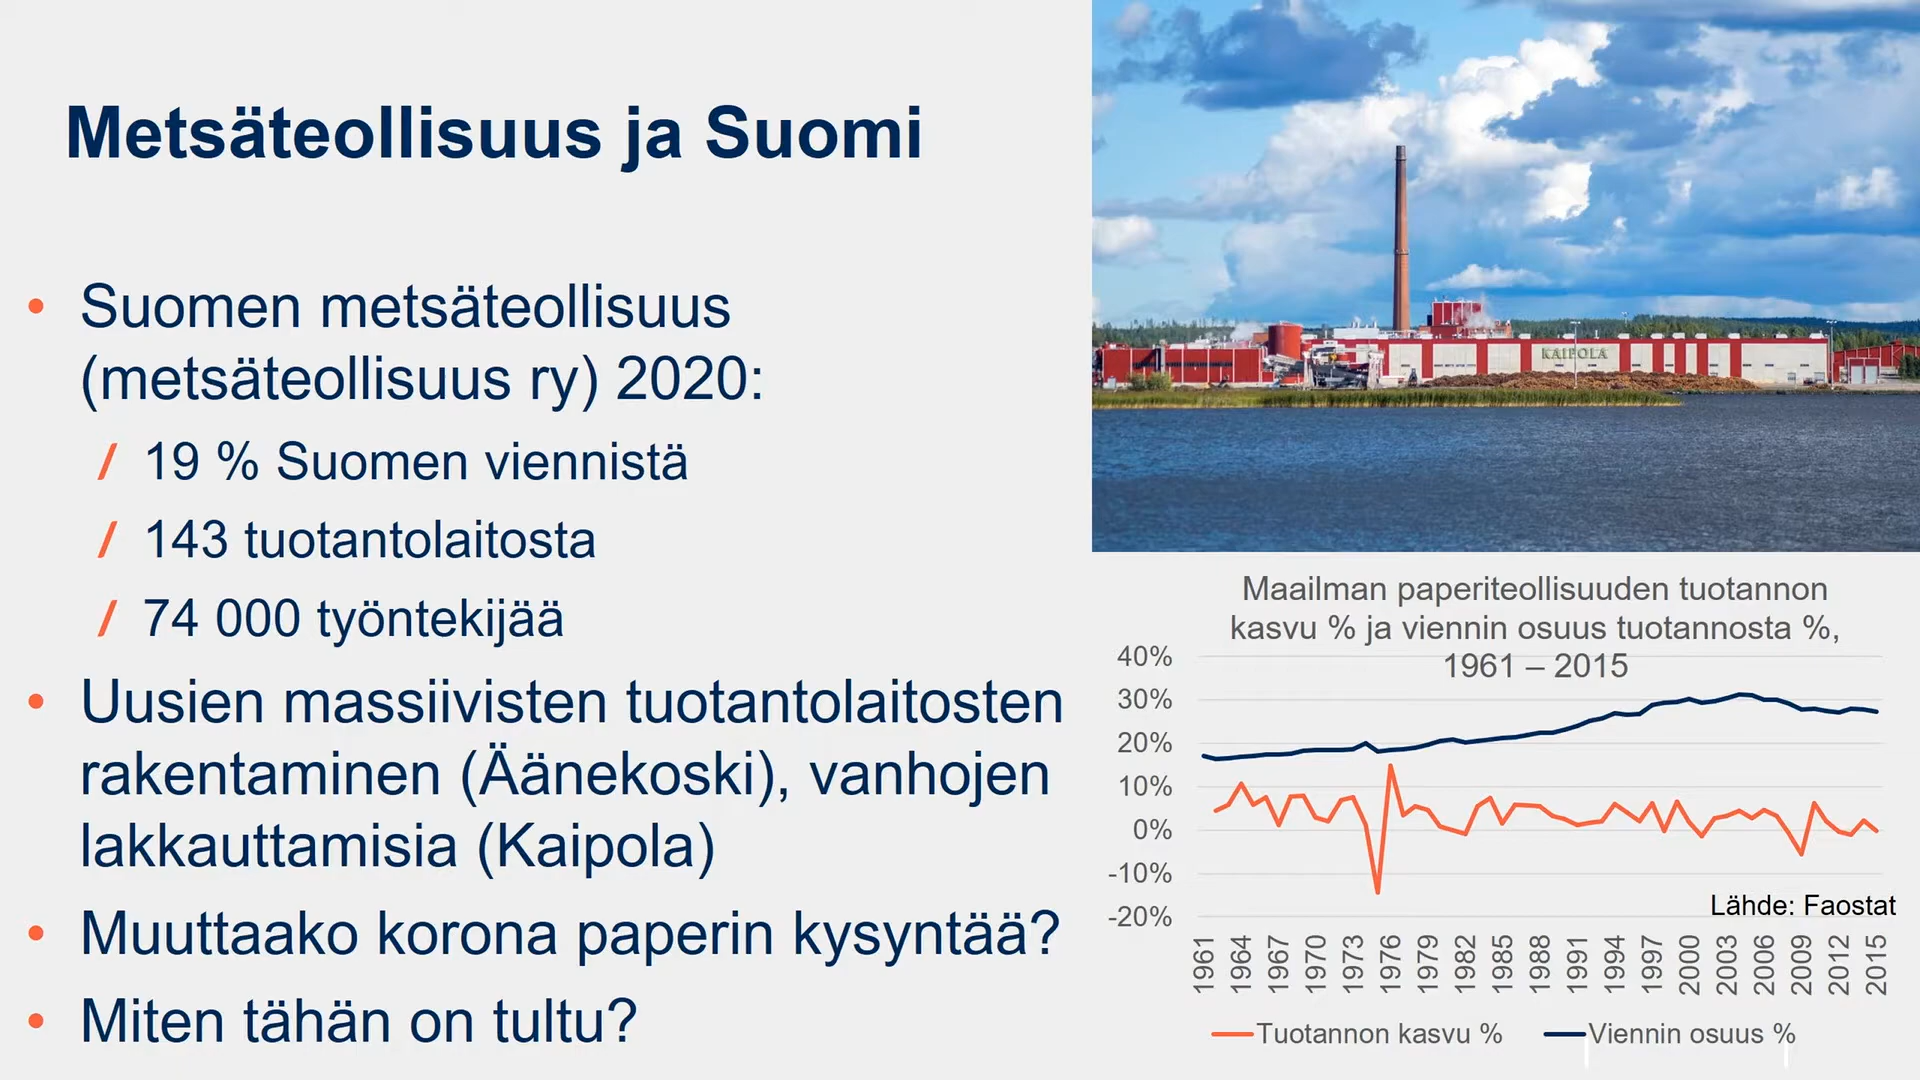 Metsäteollisuus ja Suomi
• Suomen metsäteollisuus
(metsäteollisuus ry) 2020:
/ 19 % Suomen viennistä
/ 143 tuotantolaitosta
/ 74 000 työntekijää
• Uusien massiivisten tuotantolaitosten
rakentaminen (Äänekoski), vanhojen
lakkauttamisia (Kaipola)
• Muuttaako korona paperin kysyntää?
• Miten tähän on tultu?
KAIPOLA
Maailman paperiteollisuuden tuotannon
kasvu % ja viennin osuus tuotannosta %,
1961 – 2015
40%
30%
20%
10%
0%
-10%
-20%
Lähde: Faostat
1961
1964
1967
1970
1973
1976
1979
1982
1985
1988
1991
1994
1997
2000
2003
2006
2009
2012
2015
Tuotannon kasvu %
Viennin osuus %